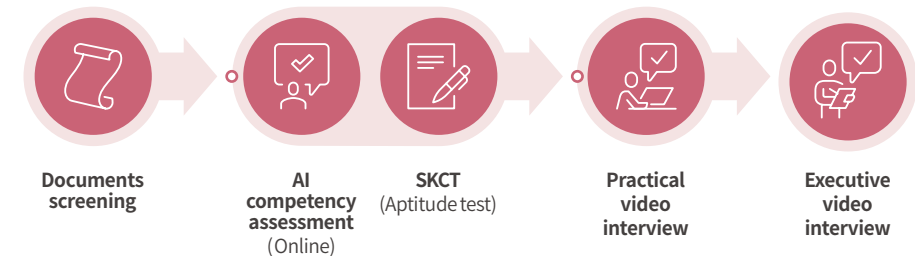 Documents
screening
AI
competency
assessment
(Online)
SKCT
(Aptitude test)
Practical
video
interview
Executive
video
interview